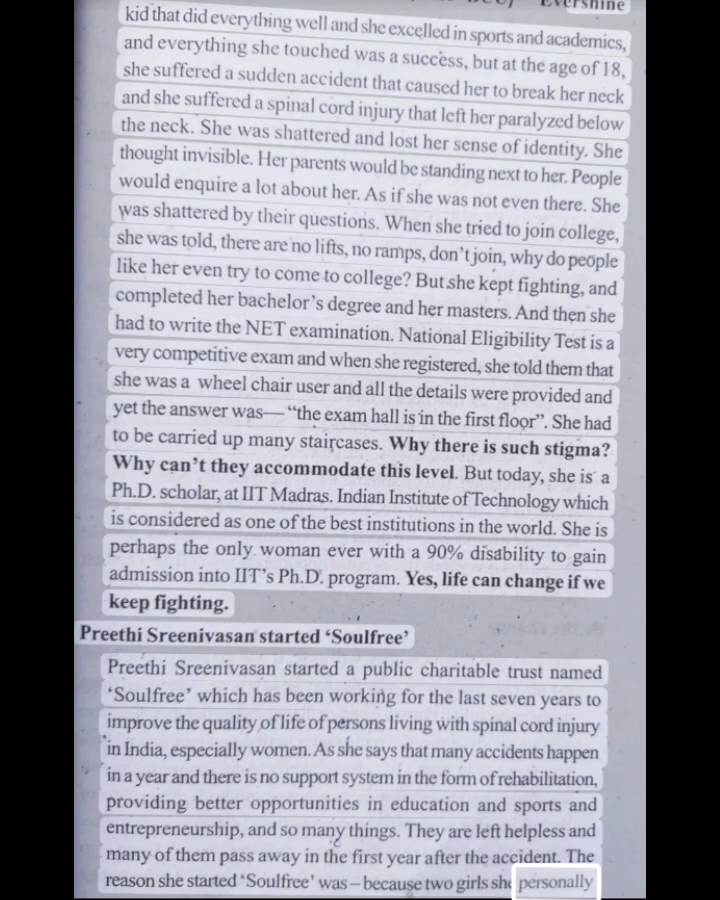 Evershine
kid that did everything well and she excelled in sports and academics,
and everything she touched was a success, but at the age of 18,
she suffered a sudden accident that caused her to break her neck
and she suffered a spinal cord injury that left her paralyzed below
the neck. She was shattered and lost her sense of identity. She
thought invisible. Her parents would be standing next to her. People
would enquire a lot about her. As if she was not even there. She
was shattered by their questions. When she tried to join college,
she was told, there are no lifts, no ramps, don't join, why do people
like her even try to come to college? But she kept fighting, and
completed her bachelor's degree and her masters. And then she
had to write the NET examination. National Eligibility Test is a
very competitive exam and when she registered, she told them that
she was a wheel chair user and all the details were provided and
yet the answer was— “the exam hall is in the first floor”. She had
to be carried up many staircases. Why there is such stigma?
Why can't they accommodate this level. But today, she is a
Ph.D. scholar, at IIT Madras. Indian Institute of Technology which
is considered as one of the best institutions in the world. She is
perhaps the only woman ever with a 90% disability to gain
admission into IIT's Ph.D. program. Yes, life can change if we
keep fighting.
Preethi Sreenivasan started ‘Soulfree’
Preethi Sreenivasan started a public charitable trust named
‘Soulfree’ which has been working for the last seven years to
improve the quality of life of persons living with spinal cord injury
in India, especially women. As she says that many accidents happen
in a year and there is no support system in the form of rehabilitation,
providing better opportunities in education and sports and
entrepreneurship, and so many things. They are left helpless and
many of them pass away in the first year after the accident. The
reason she started ‘Soulfree’ was – because two girls she personally